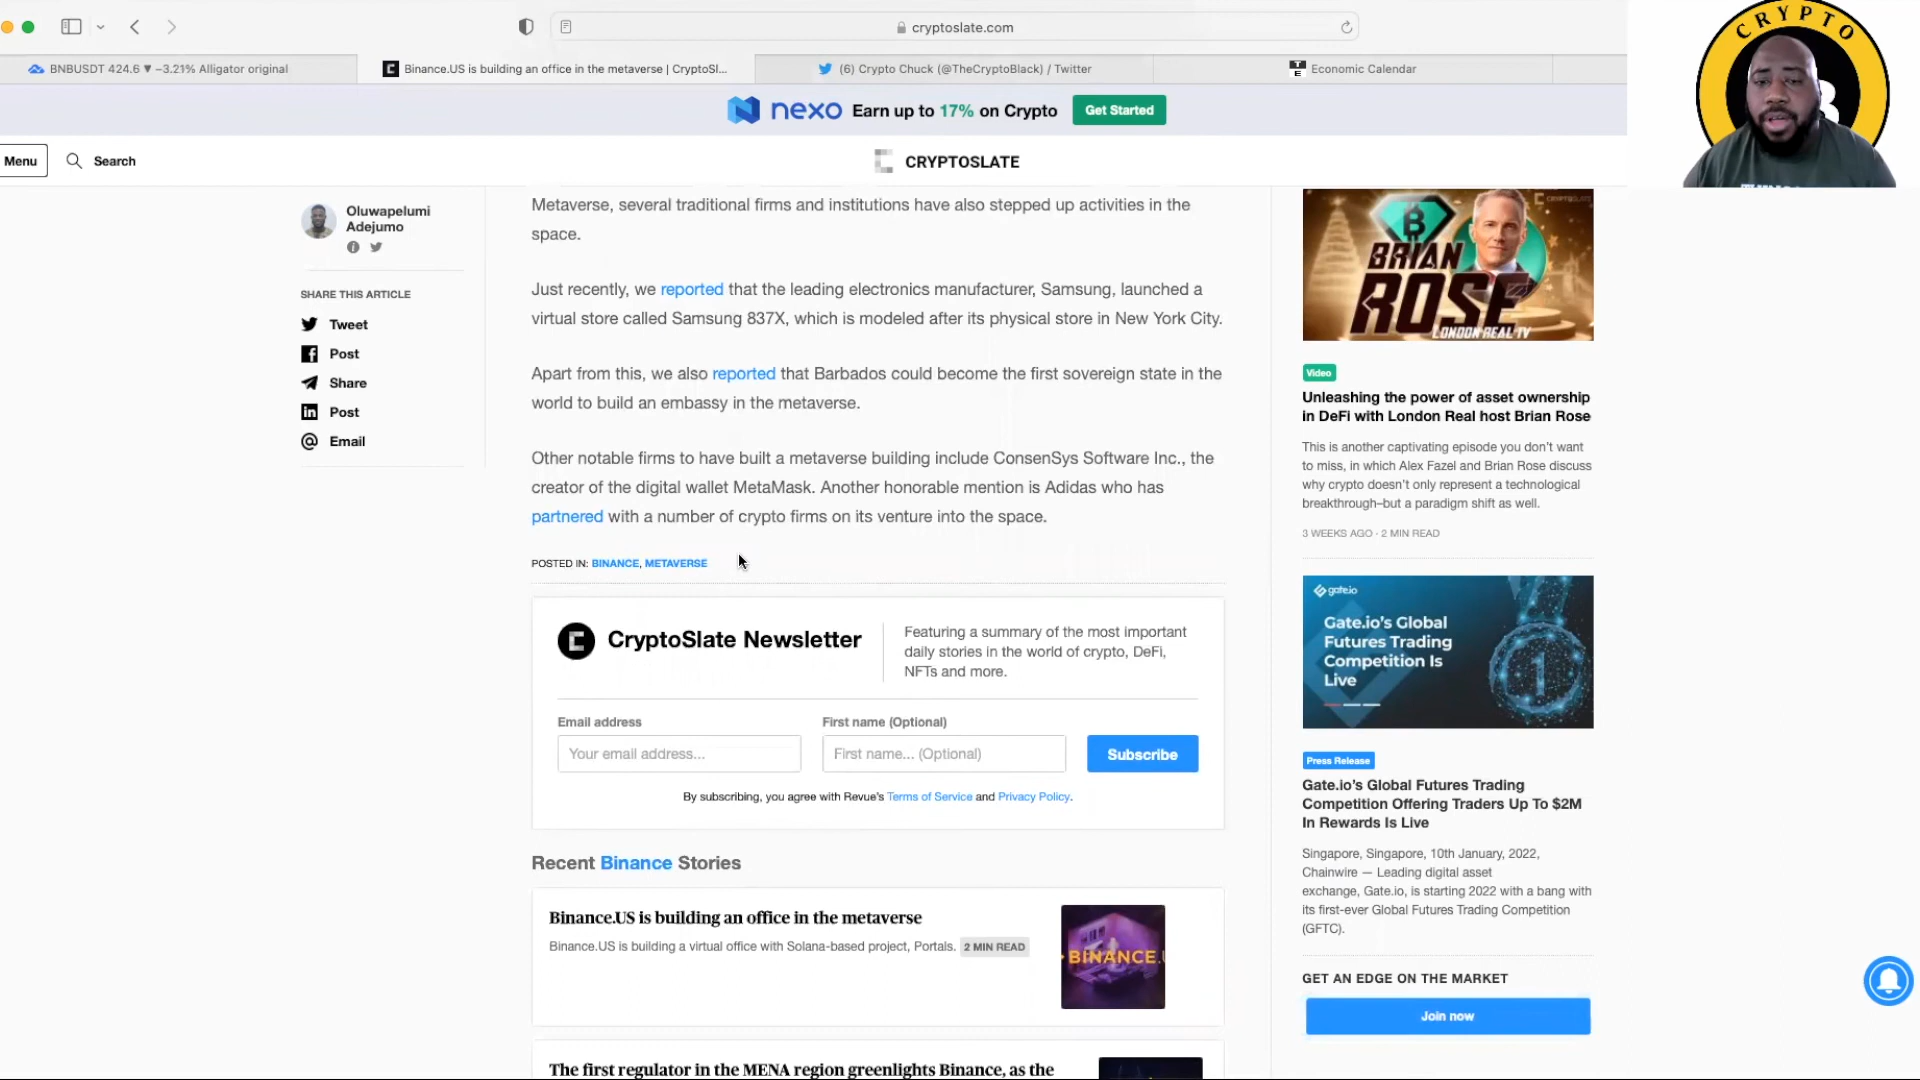 cryptoslate.com
BNBUSDT 424.6 ▼ −3.21% Alligator original
Binance.US is building an office in the metaverse | CryptoSl...
(6) Crypto Chuck (@TheCryptoBlack) / Twitter
Economic Calendar
CRYPTO
B
nexo Earn up to 17% on Crypto Get Started
Menu Search
CRYPTOSLATE
Oluwapelumi
Adejumo
SHARE THIS ARTICLE
Tweet
Post
Share
Post
Email
Metaverse, several traditional firms and institutions have also stepped up activities in the
space.
Just recently, we reported that the leading electronics manufacturer, Samsung, launched a
virtual store called Samsung 837X, which is modeled after its physical store in New York City.
Apart from this, we also reported that Barbados could become the first sovereign state in the
world to build an embassy in the metaverse.
Other notable firms to have built a metaverse building include ConsenSys Software Inc., the
creator of the digital wallet MetaMask. Another honorable mention is Adidas who has
partnered with a number of crypto firms on its venture into the space.
POSTED IN: BINANCE, METAVERSE
CryptoSlate Newsletter
Featuring a summary of the most important
daily stories in the world of crypto, DeFi,
NFTs and more.
Email address
First name (Optional)
Your email address...
First name... (Optional)
Subscribe
By subscribing, you agree with Revue's Terms of Service and Privacy Policy.
Recent Binance Stories
Binance.US is building an office in the metaverse
Binance.US is building a virtual office with Solana-based project, Portals. 2 MIN READ
BINANCE.U
The first regulator in the MENA region greenlights Binance, as the
BRIAN
ROSE
LONDON REAL TV
Video
Unleashing the power of asset ownership
in DeFi with London Real host Brian Rose
This is another captivating episode you don't want
to miss, in which Alex Fazel and Brian Rose discuss
why crypto doesn't only represent a technological
breakthrough–but a paradigm shift as well.
3 WEEKS AGO · 2 MIN READ
gate.io
Gate.io's Global
Futures Trading
Competition Is
Live
Press Release
Gate.io's Global Futures Trading
Competition Offering Traders Up To $2M
In Rewards Is Live
Singapore, Singapore, 10th January, 2022,
Chainwire — Leading digital asset
exchange, Gate.io, is starting 2022 with a bang with
its first-ever Global Futures Trading Competition
(GFTC).
GET AN EDGE ON THE MARKET
Join now